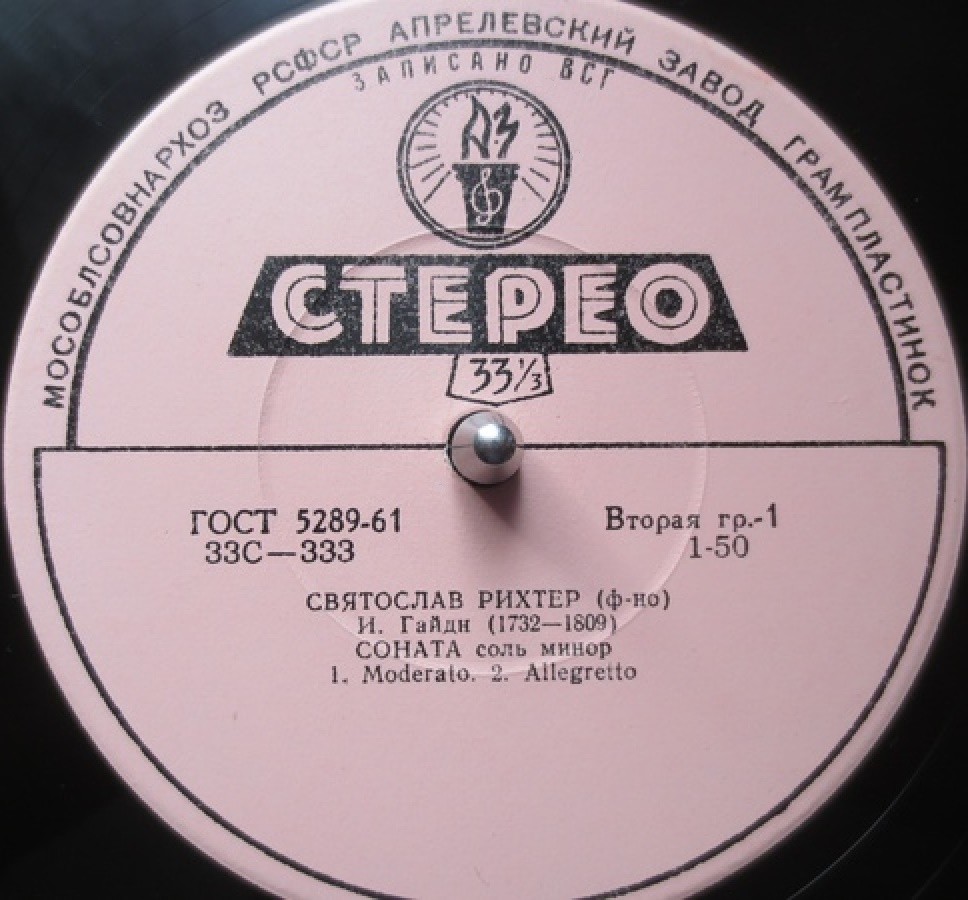 МОСОБЛСОВНАРХОЗ РСФСР АПРЕЛЕВСКИЙ ЗАВОД ГРАМПЛАСТИНОК
ЗАПИСАНО ВСГ
АЗ
СТЕРЕО
33⅓
ГОСТ 5289-61
Вторая гр.-1
33С—333
1-50
СВЯТОСЛАВ РИХТЕР (ф-но)
И. Гайдн (1732—1809)
СОНАТА соль минор
1. Moderato. 2. Allegretto